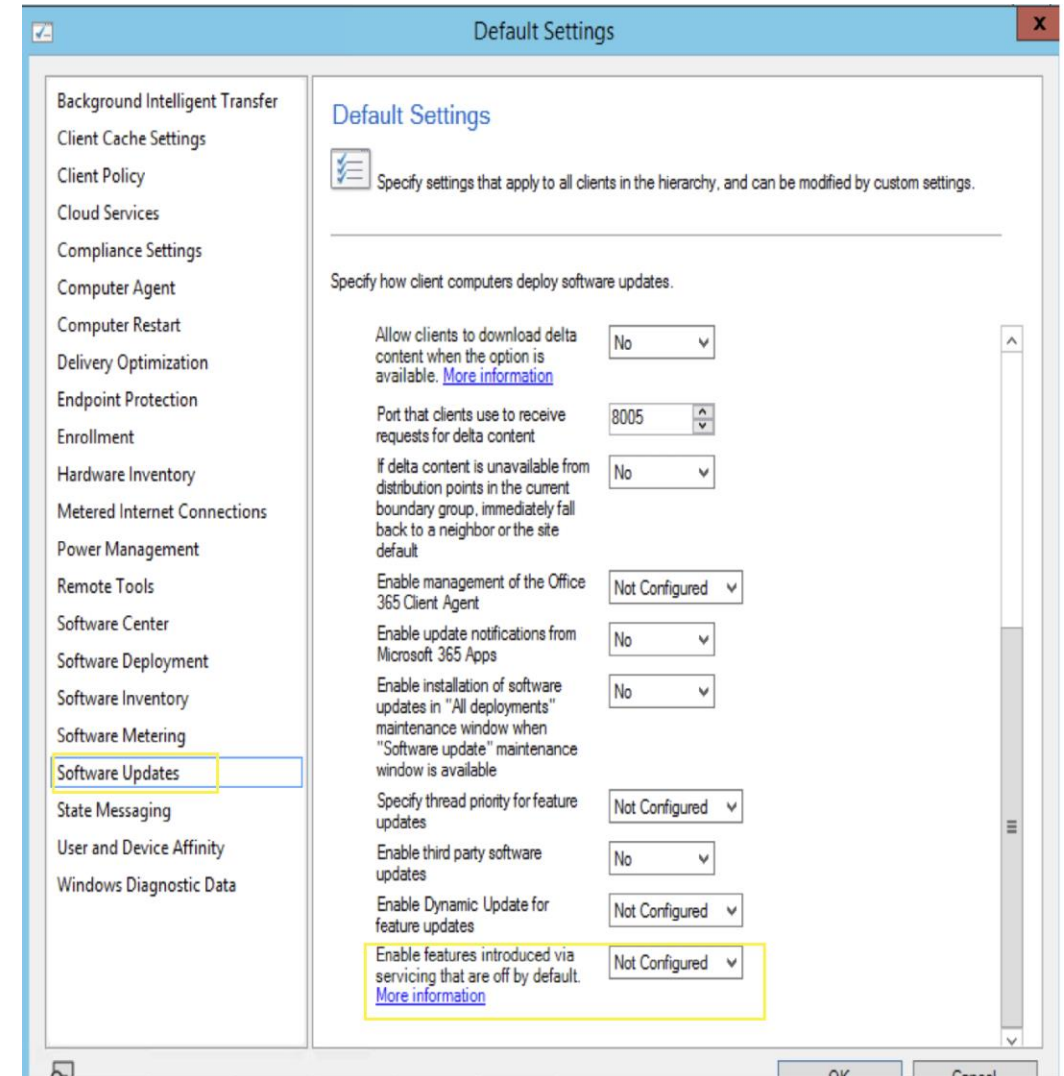 Default Settings
X
Background Intelligent Transfer
Client Cache Settings
Client Policy
Cloud Services
Compliance Settings
Computer Agent
Computer Restart
Delivery Optimization
Endpoint Protection
Enrollment
Hardware Inventory
Metered Internet Connections
Power Management
Remote Tools
Software Center
Software Deployment
Software Inventory
Software Metering
Software Updates
State Messaging
User and Device Affinity
Windows Diagnostic Data
Default Settings
Specify settings that apply to all clients in the hierarchy, and can be modified by custom settings.
Specify how client computers deploy software updates.
Allow clients to download delta
content when the option is
available. More information
No
Port that clients use to receive
requests for delta content
8005
If delta content is unavailable from
distribution points in the current
boundary group, immediately fall
back to a neighbor or the site
default
No
Enable management of the Office
365 Client Agent
Not Configured
Enable update notifications from
Microsoft 365 Apps
No
Enable installation of software
updates in "All deployments"
maintenance window when
"Software update" maintenance
window is available
No
Specify thread priority for feature
updates
Not Configured
Enable third party software
updates
No
Enable Dynamic Update for
feature updates
Not Configured
Enable features introduced via
servicing that are off by default.
More information
Not Configured
OK
Cancel